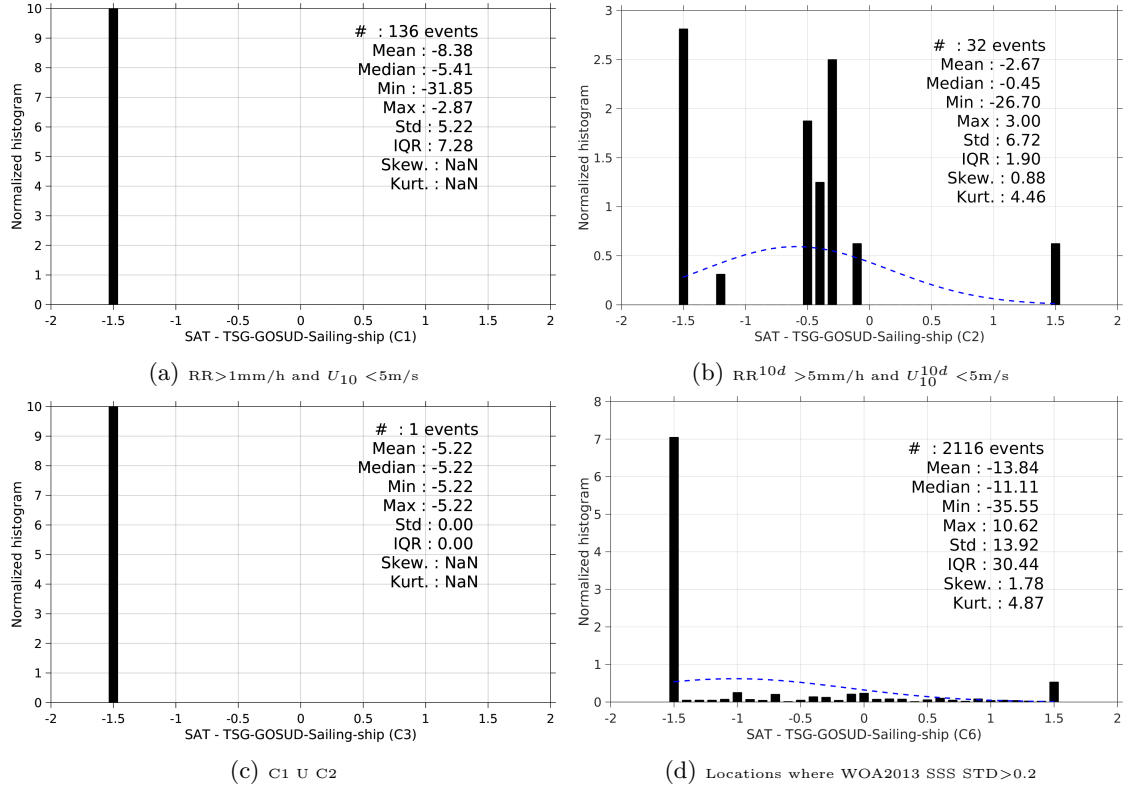 10
9
8
7
6
5
4
3
2
1
0
Normalized histogram
# : 136 events
Mean : -8.38
Median : -5.41
Min : -31.85
Max : -2.87
Std : 5.22
IQR : 7.28
Skew. : NaN
Kurt. : NaN
-2 -1.5 -1 -0.5 0 0.5 1 1.5 2
SAT - TSG-GOSUD-Sailing-ship (C1)
(a) RR>1mm/h and U10 <5m/s
3
2.5
2
1.5
1
0.5
0
Normalized histogram
# : 32 events
Mean : -2.67
Median : -0.45
Min : -26.70
Max : 3.00
Std : 6.72
IQR : 1.90
Skew. : 0.88
Kurt. : 4.46
-2 -1.5 -1 -0.5 0 0.5 1 1.5 2
SAT - TSG-GOSUD-Sailing-ship (C2)
(b) RR10d >5mm/h and U10d10 <5m/s
10
9
8
7
6
5
4
3
2
1
0
Normalized histogram
# : 1 events
Mean : -5.22
Median : -5.22
Min : -5.22
Max : -5.22
Std : 0.00
IQR : 0.00
Skew. : NaN
Kurt. : NaN
-2 -1.5 -1 -0.5 0 0.5 1 1.5 2
SAT - TSG-GOSUD-Sailing-ship (C3)
(c) C1 U C2
8
7
6
5
4
3
2
1
0
Normalized histogram
# : 2116 events
Mean : -13.84
Median : -11.11
Min : -35.55
Max : 10.62
Std : 13.92
IQR : 30.44
Skew. : 1.78
Kurt. : 4.87
-2 -1.5 -1 -0.5 0 0.5 1 1.5 2
SAT - TSG-GOSUD-Sailing-ship (C6)
(d) Locations where WOA2013 SSS STD>0.2